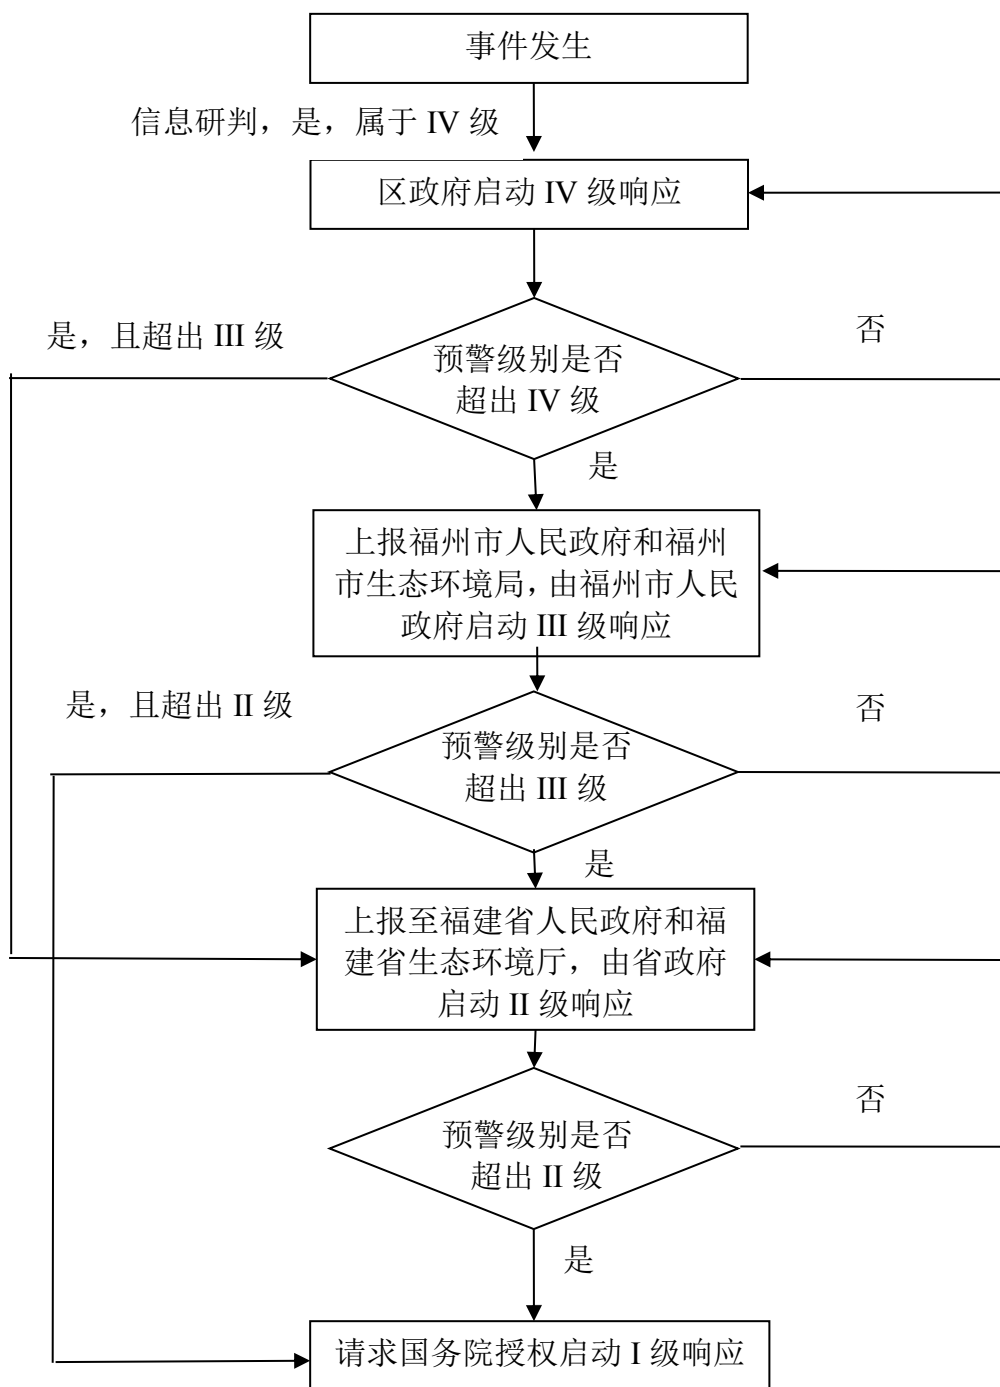 事件发生
信息研判，是，属于 IV 级
区政府启动 IV 级响应
是，且超出 III 级
否
预警级别是否
超出 IV 级
是
上报福州市人民政府和福州
市生态环境局，由福州市人民
政府启动 III 级响应
是，且超出 II 级
否
预警级别是否
超出 III 级
是
上报至福建省人民政府和福
建省生态环境厅，由省政府
启动 II 级响应
否
预警级别是否
超出 II 级
是
请求国务院授权启动 I 级响应